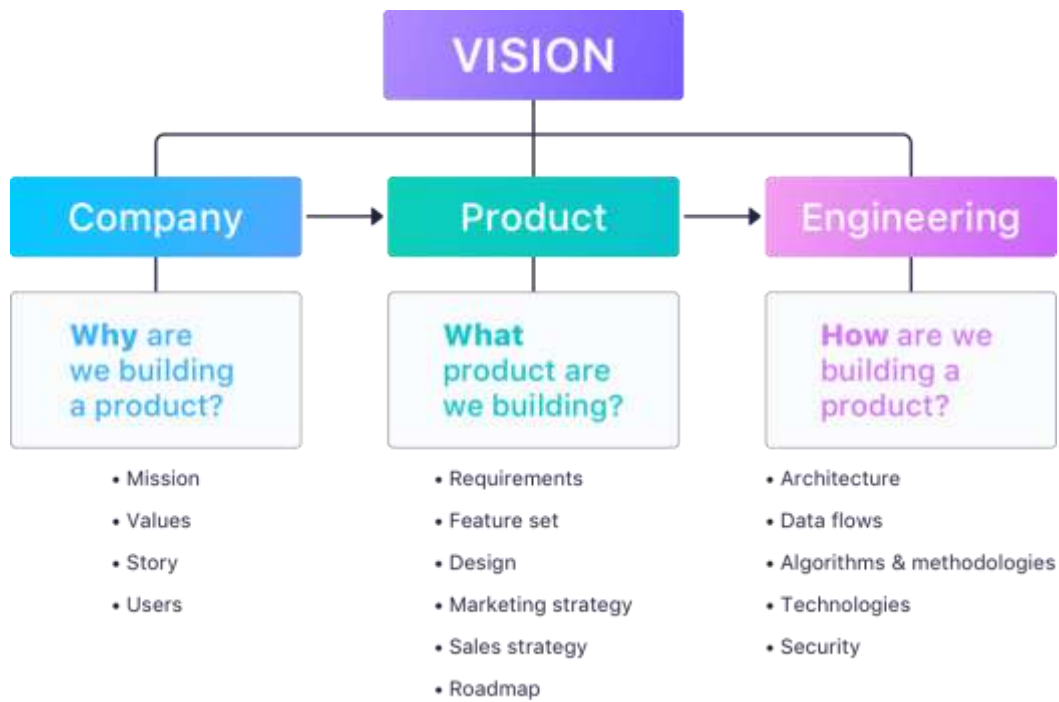 VISION
Company
Product
Engineering
Why are
we building
a product?
What
product are
we building?
How are we
building a
product?
• Mission
• Values
• Story
• Users
• Requirements
• Feature set
• Design
• Marketing strategy
• Sales strategy
• Roadmap
• Architecture
• Data flows
• Algorithms & methodologies
• Technologies
• Security